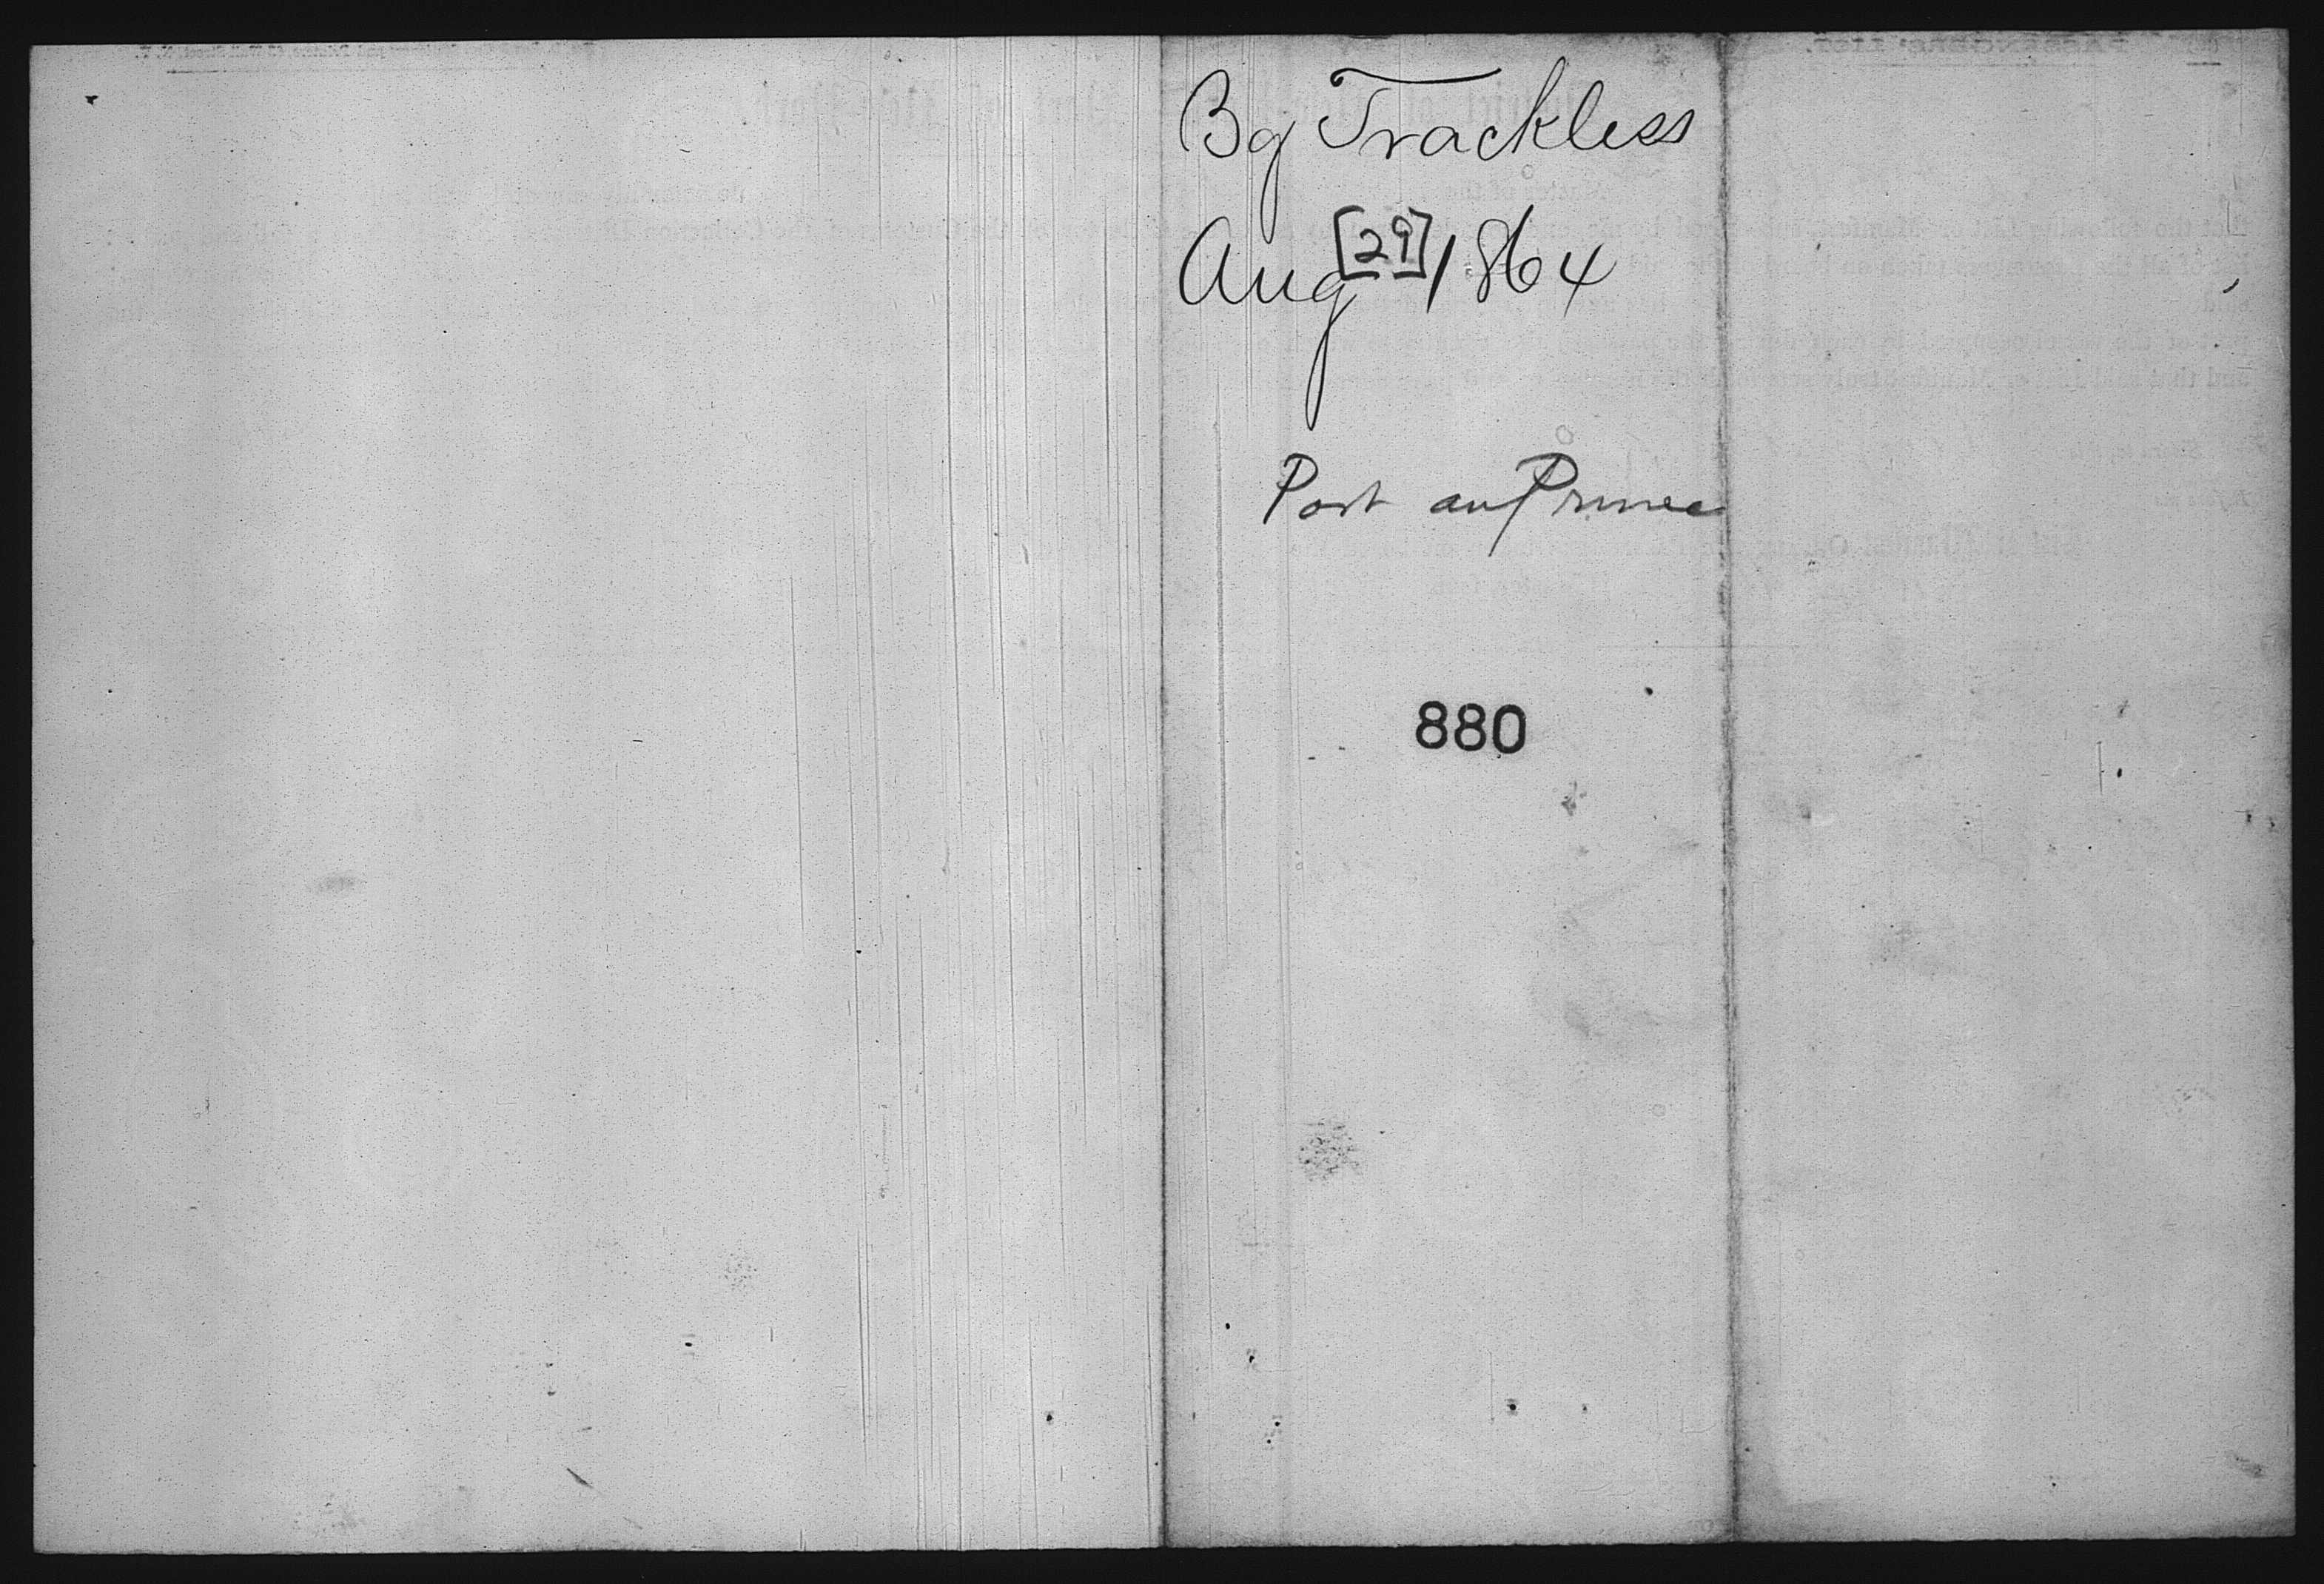 Bg Trackless
Aug [29] 1864
Port au Prince
880